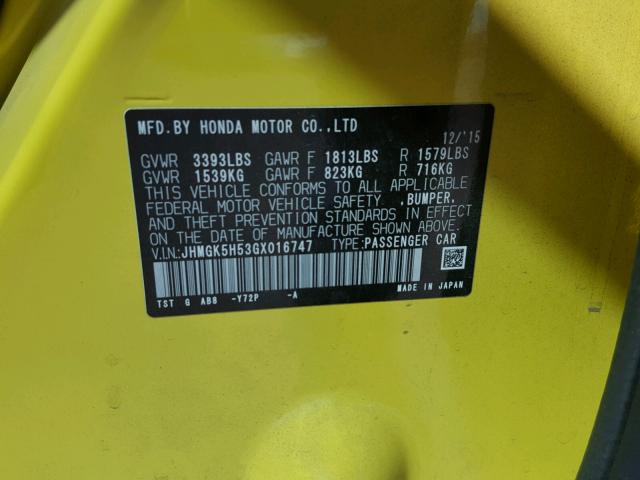 MFD.BY HONDA MOTOR CO.,LTD
12/'15
GVWR 3393LBS GAWR F 1813LBS R 1579LBS
GVWR 1539KG GAWR F 823KG R 716KG
THIS VEHICLE CONFORMS TO ALL APPLICABLE
FEDERAL MOTOR VEHICLE SAFETY ,BUMPER,
AND THEFT PREVENTION STANDARDS IN EFFECT
ON THE DATE OF MANUFACTURE SHOWN ABOVE.
V.I.N:JHMGK5H53GX016747 TYPE:PASSENGER CAR
TST G AB8 -Y72P -A MADE IN JAPAN